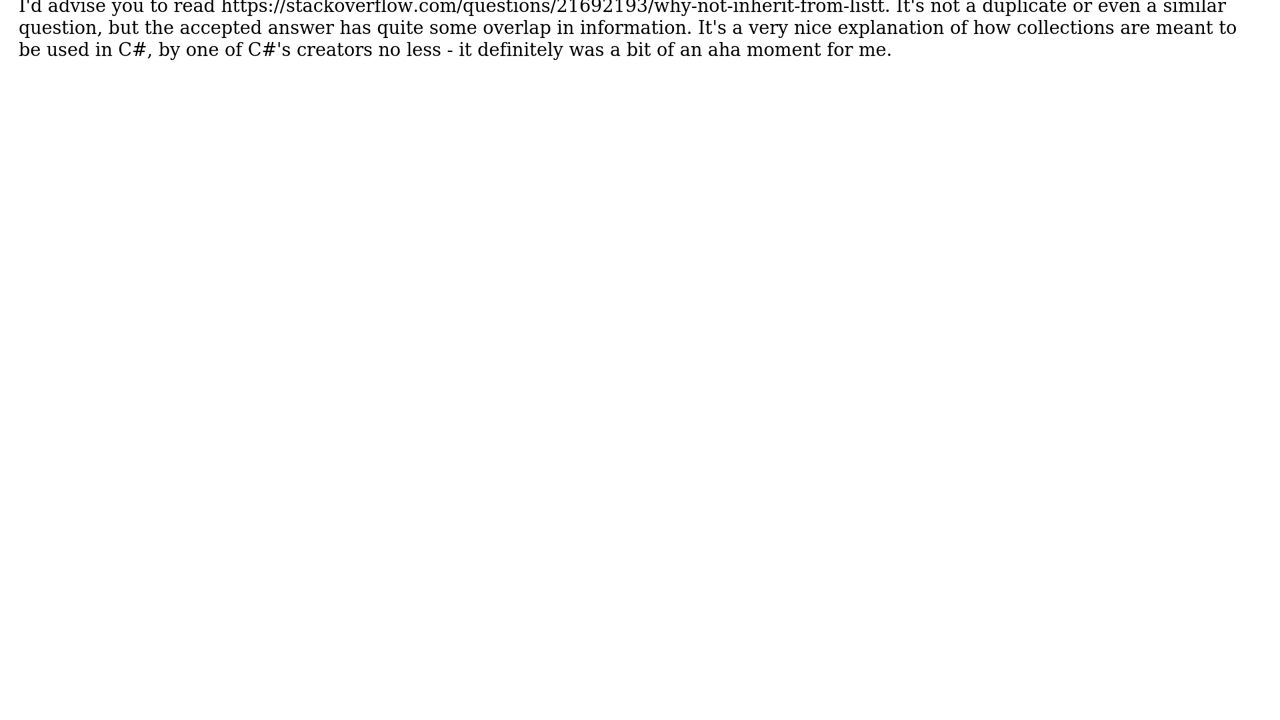 I'd advise you to read https://stackoverflow.com/questions/21692193/why-not-inherit-from-listt. It's not a duplicate or even a similar
question, but the accepted answer has quite some overlap in information. It's a very nice explanation of how collections are meant to
be used in C#, by one of C#'s creators no less - it definitely was a bit of an aha moment for me.